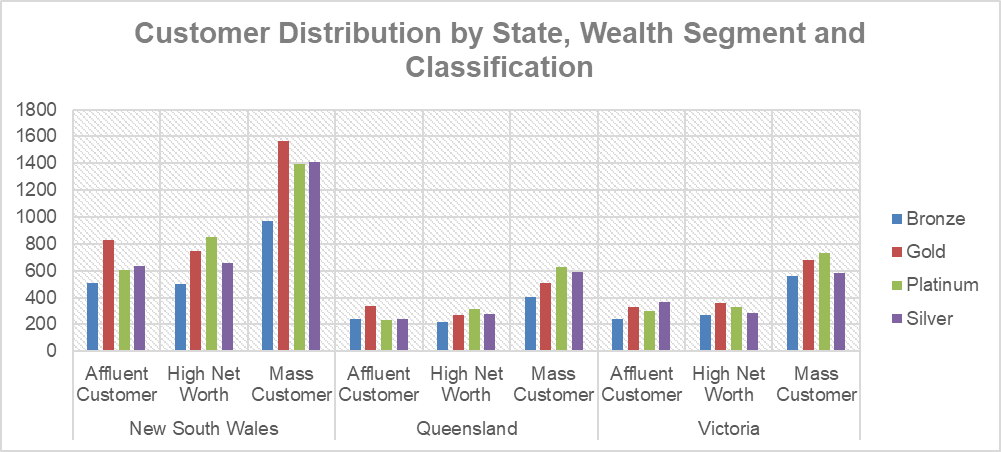 Customer Distribution by State, Wealth Segment and
Classification
1800
1600
1400
1200
1000
800
600
400
200
0
Affluent
Customer
High Net
Worth
Mass
Customer
Affluent
Customer
High Net
Worth
Mass
Customer
Affluent
Customer
High Net
Worth
Mass
Customer
New South Wales
Queensland
Victoria
Bronze
Gold
Platinum
Silver